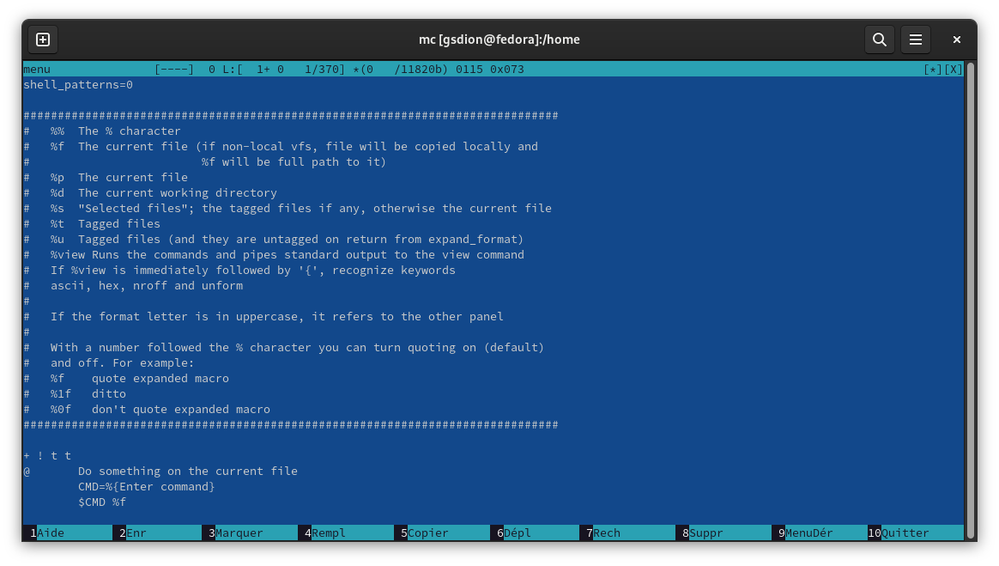 mc [gsdion@fedora]:/home
menu               [----]  0 L:[  1+ 0   1/370] *(0   /11820b) 0115 0x073                                                          [*][X]
shell_patterns=0
##############################################################################
#   %%  The % character
#   %f  The current file (if non-local vfs, file will be copied locally and
#                         %f will be full path to it)
#   %p  The current file
#   %d  The current working directory
#   %s  "Selected files"; the tagged files if any, otherwise the current file
#   %t  Tagged files
#   %u  Tagged files (and they are untagged on return from expand_format)
#   %view Runs the commands and pipes standard output to the view command
#   If %view is immediately followed by '{', recognize keywords
#   ascii, hex, nroff and unform
#
#   If the format letter is in uppercase, it refers to the other panel
#
#   With a number followed the % character you can turn quoting on (default)
#   and off. For example:
#   %f    quote expanded macro
#   %1f   ditto
#   %0f   don't quote expanded macro
##############################################################################
+ ! t t
@       Do something on the current file
        CMD=%{Enter command}
        $CMD %f
1Aide 2Enr 3Marquer 4Rempl 5Copier 6Dépl 7Rech 8Suppr 9MenuDér 10Quitter